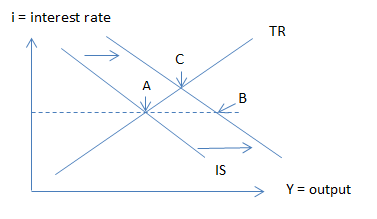 i = interest rate
TR
C
A
B
IS
Y = output